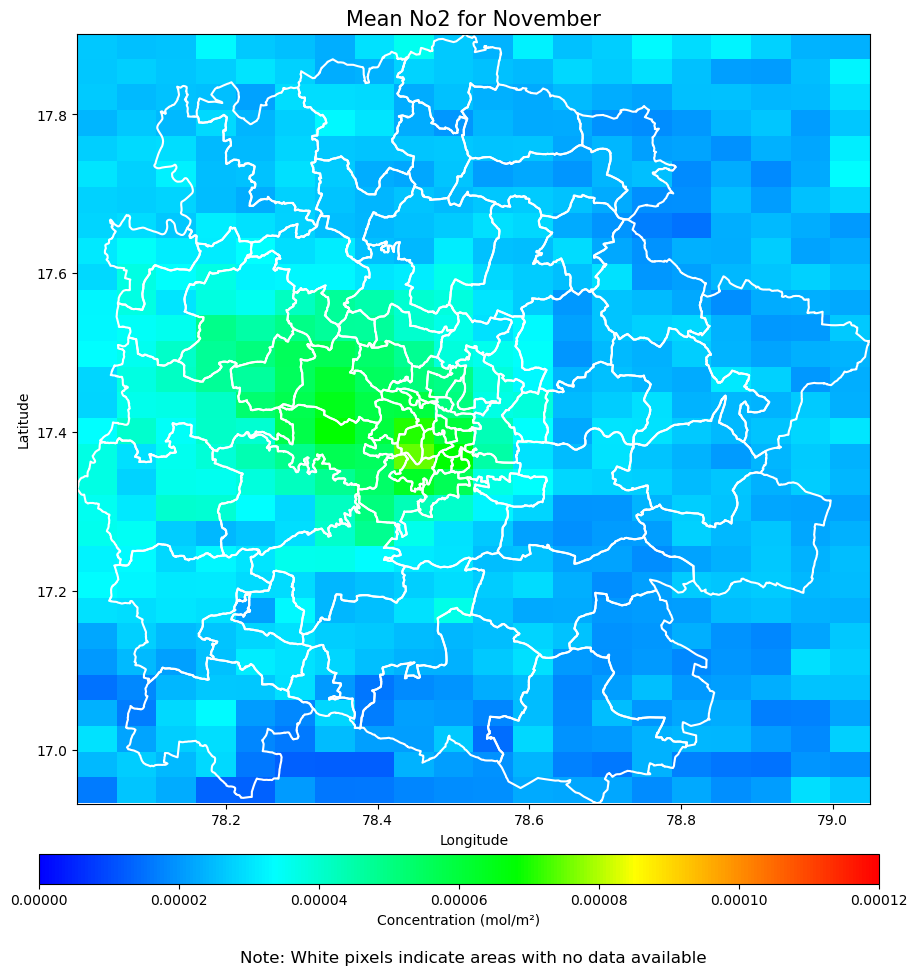 Mean No2 for November
17.8
17.6
17.4
17.2
17.0
Latitude
78.2 78.4 78.6 78.8 79.0
Longitude
0.00000 0.00002 0.00004 0.00006 0.00008 0.00010 0.00012
Concentration (mol/m²)
Note: White pixels indicate areas with no data available